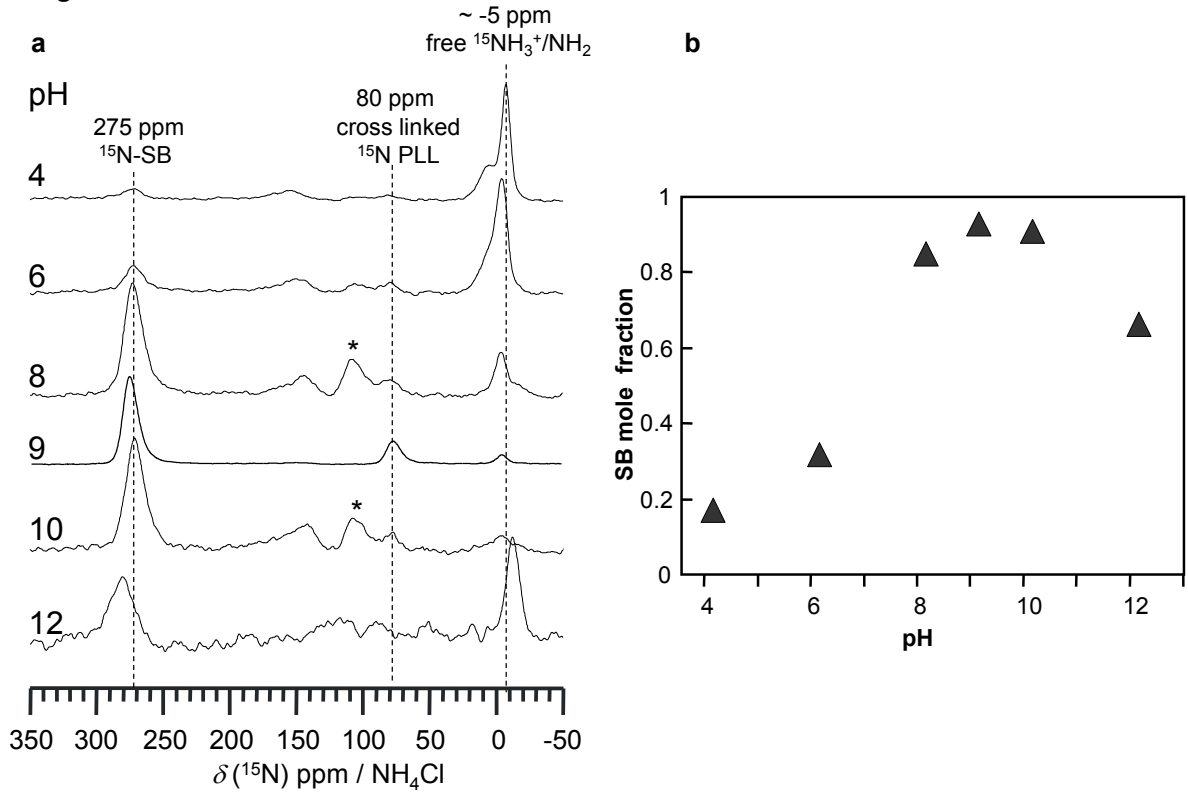 a
~ -5 ppm
free ¹⁵NH₃⁺/NH₂
b
pH
275 ppm
¹⁵N-SB
80 ppm
cross linked
¹⁵N PLL
4
6
8
*
9
10
*
12
350 300 250 200 150 100 50 0 -50
δ (¹⁵N) ppm / NH₄Cl
1
0.8
0.6
0.4
0.2
0
SB mole fraction
4 6 8 10 12
pH